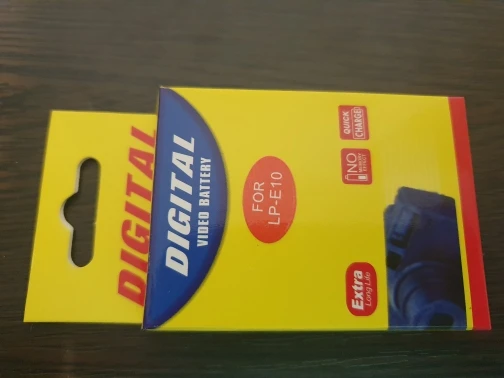 DIGITAL
DIGITAL
VIDEO BATTERY
FOR
LP-E10
QUICK
CHARGE
NO
MEMORY
EFFECT
Extra
Long Life